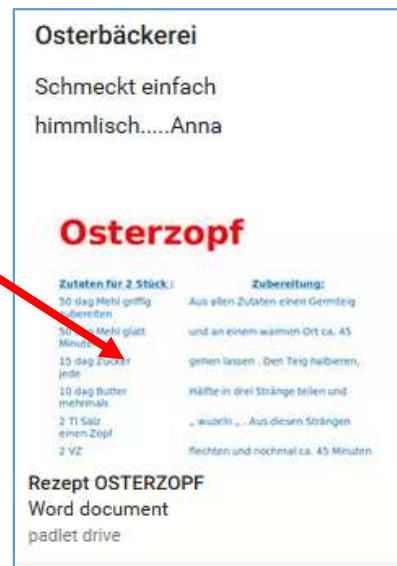 Osterbäckerei
Schmeckt einfach
himmlisch.....Anna
Osterzopf
Zutaten für 2 Stück: Zubereitung:
50 dag Mehl griffig Aus allen Zutaten einen Germteig
zubereiten
50 dag Mehl glatt und an einem warmen Ort ca. 45
Minuten
15 dag Zucker gehen lassen . Den Teig halbieren,
jede
10 dag Butter Hälfte in drei Stränge teilen und
mehrmals
2 Tl Salz „ wuzeln „ . Aus diesen Strängen
einen Zopf
2 VZ flechten und nochmal ca. 45 Minuten
Rezept OSTERZOPF
Word document
padlet drive